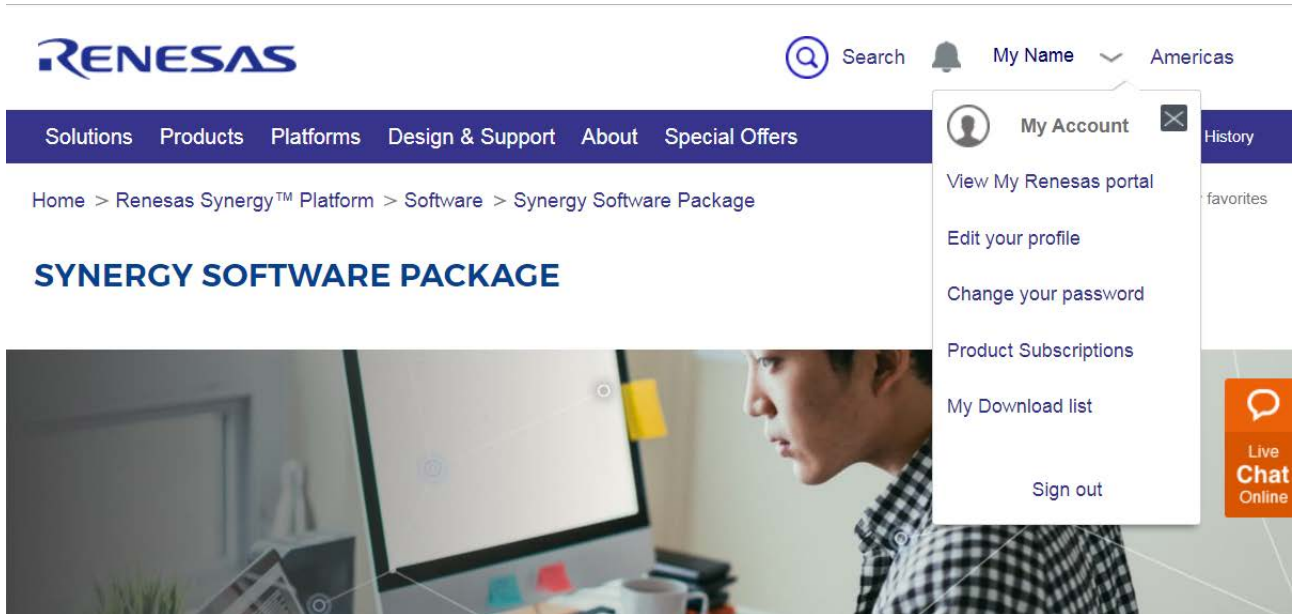 RENESAS
Search My Name Americas
Solutions Products Platforms Design & Support About Special Offers
History
My Account
Home > Renesas Synergy™ Platform > Software > Synergy Software Package
favorites
View My Renesas portal
Edit your profile
SYNERGY SOFTWARE PACKAGE
Change your password
Product Subscriptions
My Download list
Sign out
Live
Chat
Online